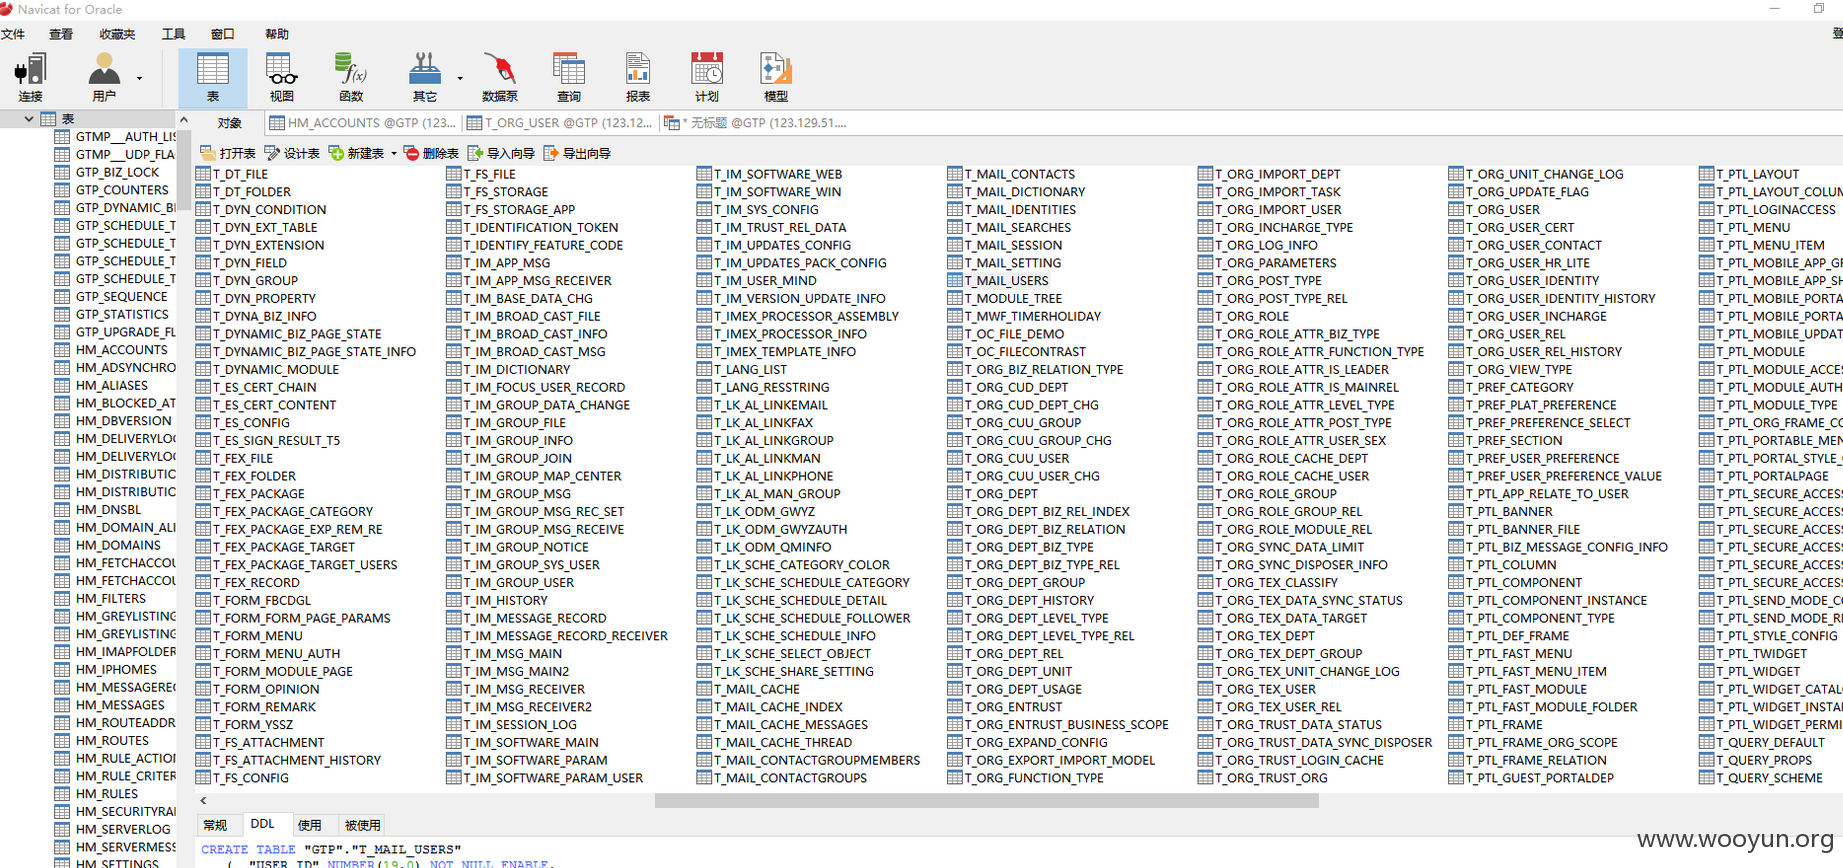 Navicat for Oracle
文件 查看 收藏夹 工具 窗口 帮助 登
连接 用户 表 视图 函数 其它 数据泵 查询 报表 计划 模型
表
GTMP__AUTH_LIS
GTMP__UDP_FLA
GTP_BIZ_LOCK
GTP_COUNTERS
GTP_DYNAMIC_BI
GTP_SCHEDULE_T
GTP_SCHEDULE_T
GTP_SCHEDULE_T
GTP_SCHEDULE_T
GTP_SEQUENCE
GTP_STATISTICS
GTP_UPGRADE_FL
HM_ACCOUNTS
HM_ADSYNCHRO
HM_ALIASES
HM_BLOCKED_AT
HM_DBVERSION
HM_DELIVERYLOG
HM_DELIVERYLOG
HM_DISTRIBUTIO
HM_DISTRIBUTIO
HM_DNSBL
HM_DOMAIN_ALI
HM_DOMAINS
HM_FETCHACCOU
HM_FETCHACCOU
HM_FILTERS
HM_GREYLISTING
HM_GREYLISTING
HM_IMAPFOLDER
HM_IPHOMES
HM_MESSAGEREC
HM_MESSAGES
HM_ROUTEADDR
HM_ROUTES
HM_RULE_ACTION
HM_RULE_CRITER
HM_RULES
HM_SECURITYRA
HM_SERVERLOG
HM_SERVERMESS
HM_SETTINGS
对象 HM_ACCOUNTS @GTP (123... T_ORG_USER @GTP (123.12... * 无标题 @GTP (123.129.51....
打开表 设计表 新建表 删除表 导入向导 导出向导
T_DT_FILE
T_DT_FOLDER
T_DYN_CONDITION
T_DYN_EXT_TABLE
T_DYN_EXTENSION
T_DYN_FIELD
T_DYN_GROUP
T_DYN_PROPERTY
T_DYNA_BIZ_INFO
T_DYNAMIC_BIZ_PAGE_STATE
T_DYNAMIC_BIZ_PAGE_STATE_INFO
T_DYNAMIC_MODULE
T_ES_CERT_CHAIN
T_ES_CERT_CONTENT
T_ES_CONFIG
T_ES_SIGN_RESULT_T5
T_FEX_FILE
T_FEX_FOLDER
T_FEX_PACKAGE
T_FEX_PACKAGE_CATEGORY
T_FEX_PACKAGE_EXP_REM_RE
T_FEX_PACKAGE_TARGET
T_FEX_PACKAGE_TARGET_USERS
T_FEX_RECORD
T_FORM_FBCDGL
T_FORM_FORM_PAGE_PARAMS
T_FORM_MENU
T_FORM_MENU_AUTH
T_FORM_MODULE_PAGE
T_FORM_OPINION
T_FORM_REMARK
T_FORM_YSSZ
T_FS_ATTACHMENT
T_FS_ATTACHMENT_HISTORY
T_FS_CONFIG
T_FS_FILE
T_FS_STORAGE
T_FS_STORAGE_APP
T_IDENTIFICATION_TOKEN
T_IDENTIFY_FEATURE_CODE
T_IM_APP_MSG
T_IM_APP_MSG_RECEIVER
T_IM_BASE_DATA_CHG
T_IM_BROAD_CAST_FILE
T_IM_BROAD_CAST_INFO
T_IM_BROAD_CAST_MSG
T_IM_DICTIONARY
T_IM_FOCUS_USER_RECORD
T_IM_GROUP_DATA_CHANGE
T_IM_GROUP_FILE
T_IM_GROUP_INFO
T_IM_GROUP_JOIN
T_IM_GROUP_MAP_CENTER
T_IM_GROUP_MSG
T_IM_GROUP_MSG_REC_SET
T_IM_GROUP_MSG_RECEIVE
T_IM_GROUP_NOTICE
T_IM_GROUP_SYS_USER
T_IM_GROUP_USER
T_IM_HISTORY
T_IM_MESSAGE_RECORD
T_IM_MESSAGE_RECORD_RECEIVER
T_IM_MSG_MAIN
T_IM_MSG_MAIN2
T_IM_MSG_RECEIVER
T_IM_MSG_RECEIVER2
T_IM_SESSION_LOG
T_IM_SOFTWARE_MAIN
T_IM_SOFTWARE_PARAM
T_IM_SOFTWARE_PARAM_USER
T_IM_SOFTWARE_WEB
T_IM_SOFTWARE_WIN
T_IM_SYS_CONFIG
T_IM_TRUST_REL_DATA
T_IM_UPDATES_CONFIG
T_IM_UPDATES_PACK_CONFIG
T_IM_USER_MIND
T_IM_VERSION_UPDATE_INFO
T_IMEX_PROCESSOR_ASSEMBLY
T_IMEX_PROCESSOR_INFO
T_IMEX_TEMPLATE_INFO
T_LANG_LIST
T_LANG_RESSTRING
T_LK_AL_LINKEMAIL
T_LK_AL_LINKFAX
T_LK_AL_LINKGROUP
T_LK_AL_LINKMAN
T_LK_AL_LINKPHONE
T_LK_AL_MAN_GROUP
T_LK_ODM_GWYZ
T_LK_ODM_GWYZAUTH
T_LK_ODM_QMINFO
T_LK_SCHE_CATEGORY_COLOR
T_LK_SCHE_SCHEDULE_CATEGORY
T_LK_SCHE_SCHEDULE_DETAIL
T_LK_SCHE_SCHEDULE_FOLLOWER
T_LK_SCHE_SCHEDULE_INFO
T_LK_SCHE_SELECT_OBJECT
T_LK_SCHE_SHARE_SETTING
T_MAIL_CACHE
T_MAIL_CACHE_INDEX
T_MAIL_CACHE_MESSAGES
T_MAIL_CACHE_THREAD
T_MAIL_CONTACTGROUPMEMBERS
T_MAIL_CONTACTGROUPS
T_MAIL_CONTACTS
T_MAIL_DICTIONARY
T_MAIL_IDENTITIES
T_MAIL_SEARCHES
T_MAIL_SESSION
T_MAIL_SETTING
T_MAIL_USERS
T_MODULE_TREE
T_MWF_TIMERHOLIDAY
T_OC_FILE_DEMO
T_OC_FILECONTRAST
T_ORG_BIZ_RELATION_TYPE
T_ORG_CUD_DEPT
T_ORG_CUD_DEPT_CHG
T_ORG_CUU_GROUP
T_ORG_CUU_GROUP_CHG
T_ORG_CUU_USER
T_ORG_CUU_USER_CHG
T_ORG_DEPT
T_ORG_DEPT_BIZ_REL_INDEX
T_ORG_DEPT_BIZ_RELATION
T_ORG_DEPT_BIZ_TYPE
T_ORG_DEPT_BIZ_TYPE_REL
T_ORG_DEPT_GROUP
T_ORG_DEPT_HISTORY
T_ORG_DEPT_LEVEL_TYPE
T_ORG_DEPT_LEVEL_TYPE_REL
T_ORG_DEPT_REL
T_ORG_DEPT_UNIT
T_ORG_DEPT_USAGE
T_ORG_ENTRUST
T_ORG_ENTRUST_BUSINESS_SCOPE
T_ORG_EXPAND_CONFIG
T_ORG_EXPORT_IMPORT_MODEL
T_ORG_FUNCTION_TYPE
T_ORG_IMPORT_DEPT
T_ORG_IMPORT_TASK
T_ORG_IMPORT_USER
T_ORG_INCHARGE_TYPE
T_ORG_LOG_INFO
T_ORG_PARAMETERS
T_ORG_POST_TYPE
T_ORG_POST_TYPE_REL
T_ORG_ROLE
T_ORG_ROLE_ATTR_BIZ_TYPE
T_ORG_ROLE_ATTR_FUNCTION_TYPE
T_ORG_ROLE_ATTR_IS_LEADER
T_ORG_ROLE_ATTR_IS_MAINREL
T_ORG_ROLE_ATTR_LEVEL_TYPE
T_ORG_ROLE_ATTR_POST_TYPE
T_ORG_ROLE_ATTR_USER_SEX
T_ORG_ROLE_CACHE_DEPT
T_ORG_ROLE_CACHE_USER
T_ORG_ROLE_GROUP
T_ORG_ROLE_GROUP_REL
T_ORG_ROLE_MODULE_REL
T_ORG_SYNC_DATA_LIMIT
T_ORG_SYNC_DISPOSER_INFO
T_ORG_TEX_CLASSIFY
T_ORG_TEX_DATA_SYNC_STATUS
T_ORG_TEX_DATA_TARGET
T_ORG_TEX_DEPT
T_ORG_TEX_DEPT_GROUP
T_ORG_TEX_UNIT_CHANGE_LOG
T_ORG_TEX_USER
T_ORG_TEX_USER_REL
T_ORG_TRUST_DATA_STATUS
T_ORG_TRUST_DATA_SYNC_DISPOSER
T_ORG_TRUST_LOGIN_CACHE
T_ORG_TRUST_ORG
T_ORG_UNIT_CHANGE_LOG
T_ORG_UPDATE_FLAG
T_ORG_USER
T_ORG_USER_CERT
T_ORG_USER_CONTACT
T_ORG_USER_HR_LITE
T_ORG_USER_IDENTITY
T_ORG_USER_IDENTITY_HISTORY
T_ORG_USER_INCHARGE
T_ORG_USER_REL
T_ORG_USER_REL_HISTORY
T_ORG_VIEW_TYPE
T_PREF_CATEGORY
T_PREF_PLAT_PREFERENCE
T_PREF_PREFERENCE_SELECT
T_PREF_SECTION
T_PREF_USER_PREFERENCE
T_PREF_USER_PREFERENCE_VALUE
T_PTL_APP_RELATE_TO_USER
T_PTL_BANNER
T_PTL_BANNER_FILE
T_PTL_BIZ_MESSAGE_CONFIG_INFO
T_PTL_COLUMN
T_PTL_COMPONENT
T_PTL_COMPONENT_INSTANCE
T_PTL_COMPONENT_TYPE
T_PTL_DEF_FRAME
T_PTL_FAST_MENU
T_PTL_FAST_MENU_ITEM
T_PTL_FAST_MODULE
T_PTL_FAST_MODULE_FOLDER
T_PTL_FRAME
T_PTL_FRAME_ORG_SCOPE
T_PTL_FRAME_RELATION
T_PTL_GUEST_PORTALDEP
T_PTL_LAYOUT
T_PTL_LAYOUT_COLUM
T_PTL_LOGINACCESS
T_PTL_MENU
T_PTL_MENU_ITEM
T_PTL_MOBILE_APP_GR
T_PTL_MOBILE_APP_SH
T_PTL_MOBILE_PORTA
T_PTL_MOBILE_PORTA
T_PTL_MOBILE_UPDAT
T_PTL_MODULE
T_PTL_MODULE_ACCES
T_PTL_MODULE_AUTH
T_PTL_MODULE_TYPE
T_PTL_ORG_FRAME_CO
T_PTL_PORTABLE_MEN
T_PTL_PORTAL_STYLE_
T_PTL_PORTALPAGE
T_PTL_SECURE_ACCESS
T_PTL_SECURE_ACCESS
T_PTL_SECURE_ACCESS
T_PTL_SECURE_ACCESS
T_PTL_SECURE_ACCESS
T_PTL_SECURE_ACCESS
T_PTL_SEND_MODE_CO
T_PTL_SEND_MODE_RE
T_PTL_STYLE_CONFIG
T_PTL_TWIDGET
T_PTL_WIDGET
T_PTL_WIDGET_CATAL
T_PTL_WIDGET_INSTA
T_PTL_WIDGET_PERMI
T_QUERY_DEFAULT
T_QUERY_PROPS
T_QUERY_SCHEME
常规 DDL 使用 被使用
CREATE TABLE "GTP"."T_MAIL_USERS"
( "USER_ID" NUMBER(19,0) NOT NULL ENABLE,
www.wooyun.org